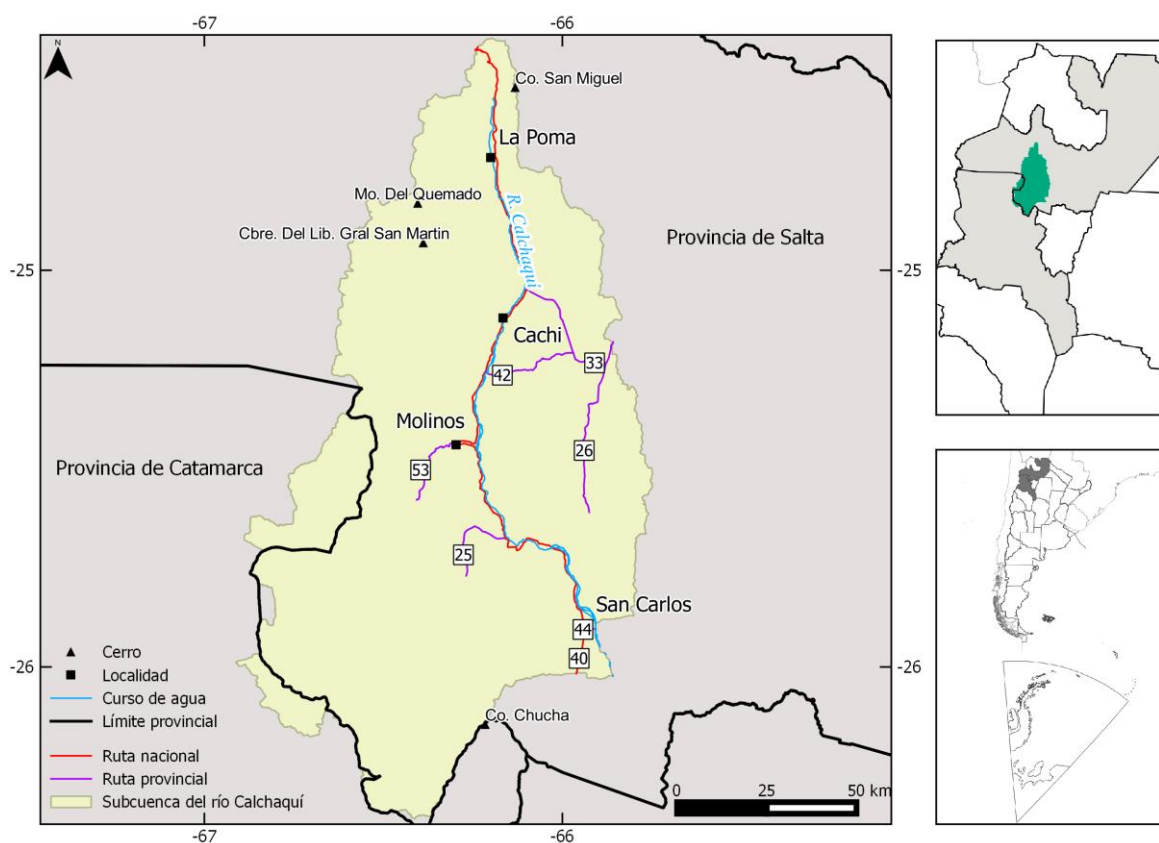 -67
-66
N
Co. San Miguel
La Poma
Mo. Del Quemado
R. Calchaquí
Cbre. Del Lib. Gral San Martin
Provincia de Salta
-25
-25
Cachi
33
42
Molinos
26
Provincia de Catamarca
53
25
San Carlos
44
40
-26
-26
Cerro
Localidad
Curso de agua
Límite provincial
Ruta nacional
Ruta provincial
Subcuenca del río Calchaquí
Co. Chucha
0 25 50 km
-67
-66